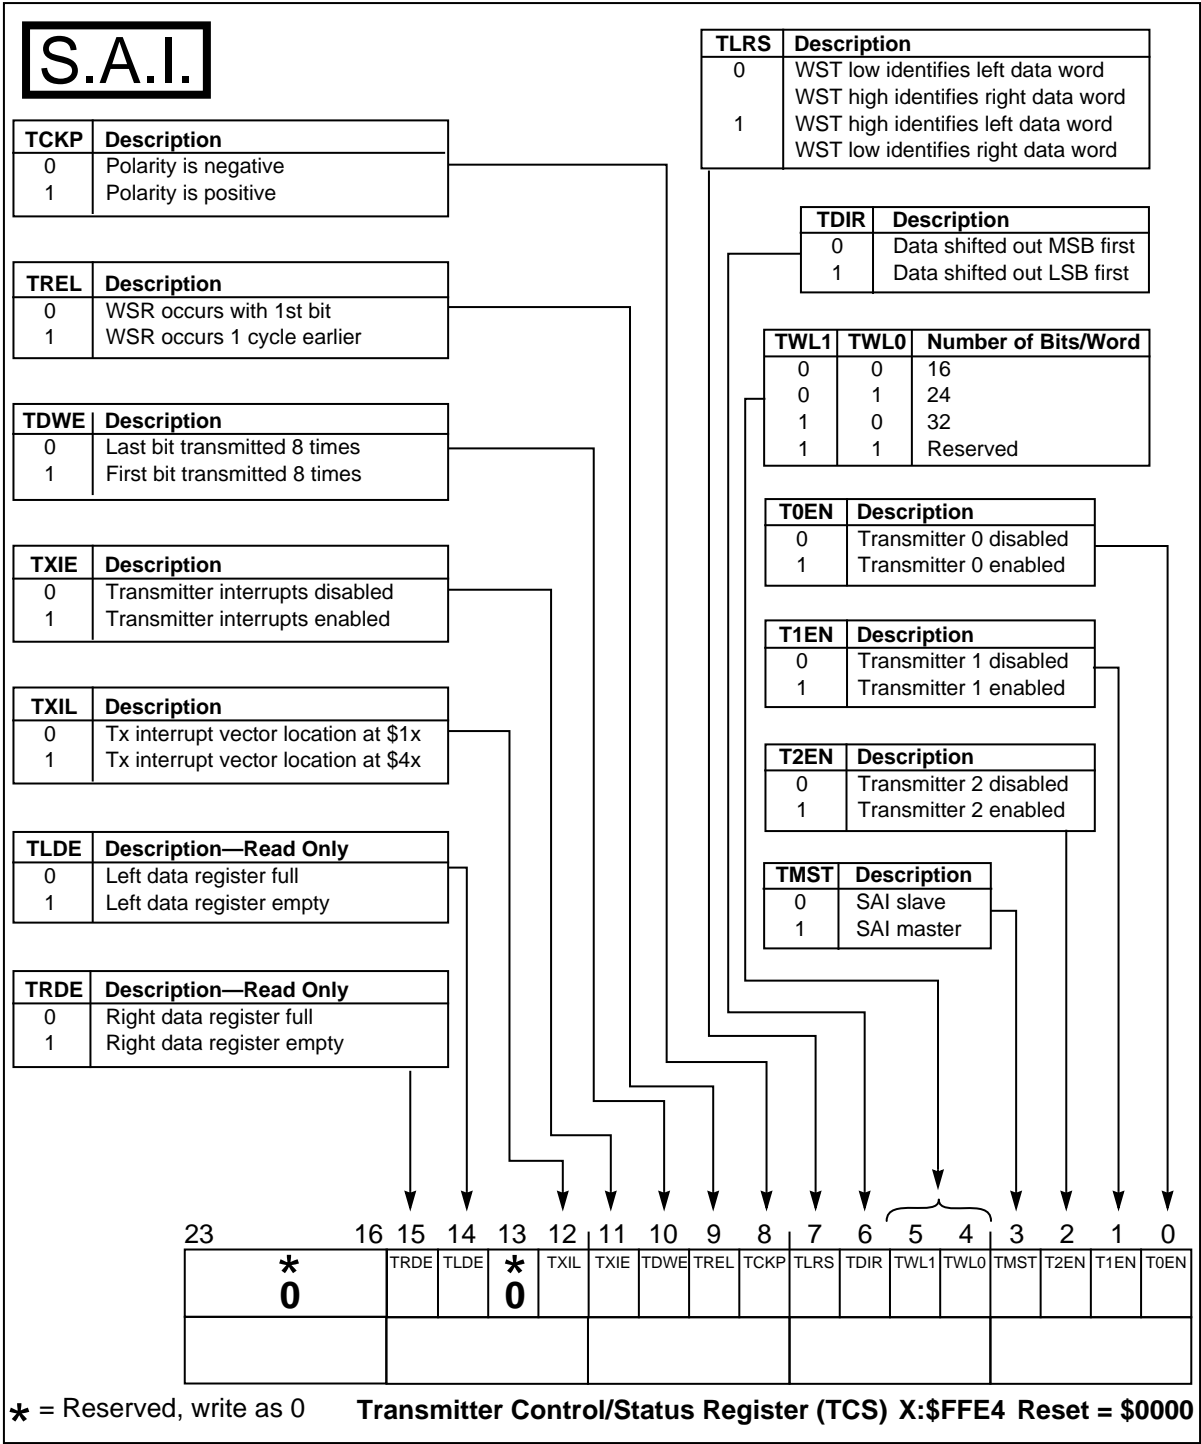 S.A.I.
TCKP Description
0 Polarity is negative
1 Polarity is positive
TREL Description
0 WSR occurs with 1st bit
1 WSR occurs 1 cycle earlier
TDWE Description
0 Last bit transmitted 8 times
1 First bit transmitted 8 times
TXIE Description
0 Transmitter interrupts disabled
1 Transmitter interrupts enabled
TXIL Description
0 Tx interrupt vector location at $1x
1 Tx interrupt vector location at $4x
TLDE Description—Read Only
0 Left data register full
1 Left data register empty
TRDE Description—Read Only
0 Right data register full
1 Right data register empty
TLRS Description
0 WST low identifies left data word
WST high identifies right data word
1 WST high identifies left data word
WST low identifies right data word
TDIR Description
0 Data shifted out MSB first
1 Data shifted out LSB first
TWL1 TWL0 Number of Bits/Word
0 0 16
0 1 24
1 0 32
1 1 Reserved
T0EN Description
0 Transmitter 0 disabled
1 Transmitter 0 enabled
T1EN Description
0 Transmitter 1 disabled
1 Transmitter 1 enabled
T2EN Description
0 Transmitter 2 disabled
1 Transmitter 2 enabled
TMST Description
0 SAI slave
1 SAI master
23 16 15 14 13 12 11 10 9 8 7 6 5 4 3 2 1 0
* TRDE TLDE * TXIL TXIE TDWE TREL TCKP TLRS TDIR TWL1 TWL0 TMST T2EN T1EN T0EN
0 0
* = Reserved, write as 0 Transmitter Control/Status Register (TCS) X:$FFE4 Reset = $0000